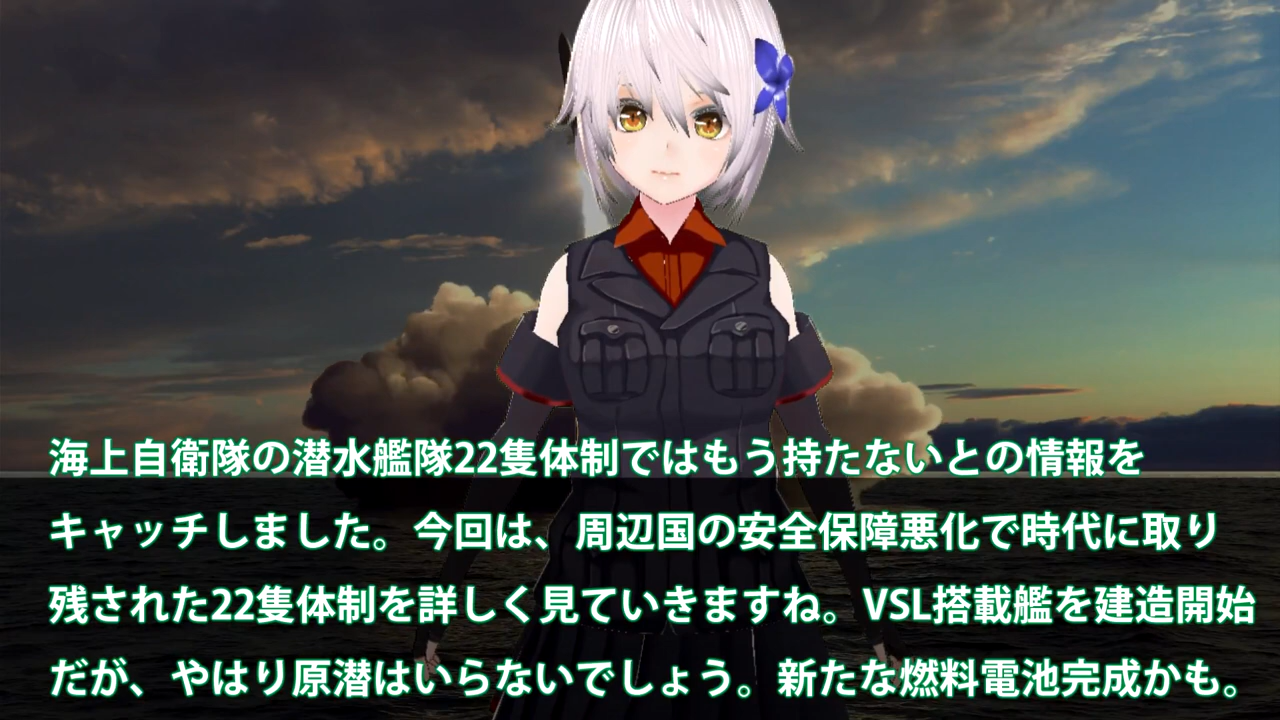 海上自衛隊の潜水艦隊22隻体制ではもう持たないとの情報を
キャッチしました。今回は、周辺国の安全保障悪化で時代に取り
残された22隻体制を詳しく見ていきますね。VSL搭載艦を建造開始
だが、やはり原潜はいらないでしょう。新たな燃料電池完成かも。